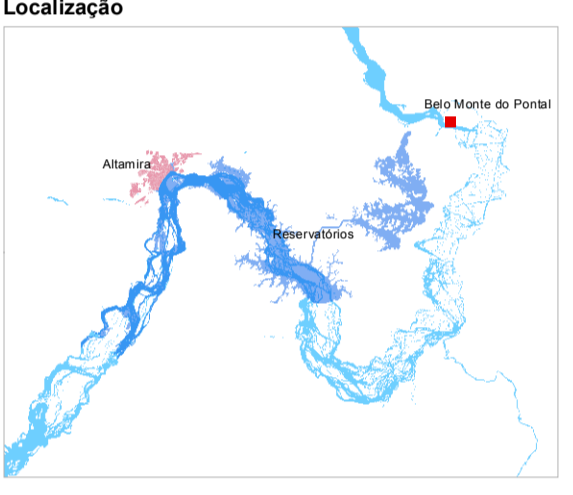 Localização
Belo Monte do Pontal
Altamira
Reservatórios